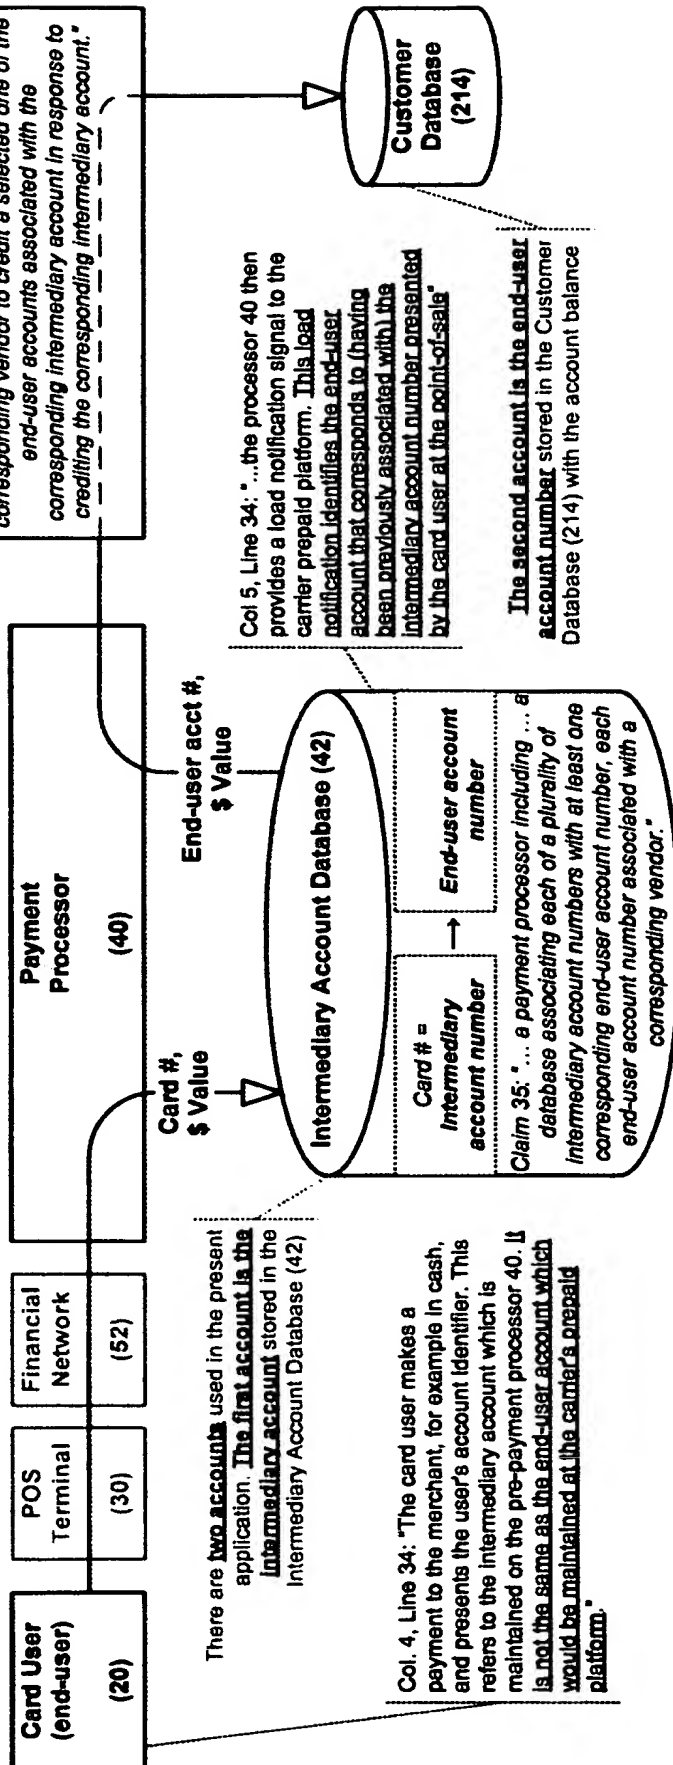 Card User
(end-user)
(20)
POS
Terminal
(30)
Financial
Network
(52)
Payment
Processor
(40)
corresponding vendor to credit a selected one of the
end-user accounts associated with the
corresponding intermediary account in response to
crediting the corresponding intermediary account."
Card #,
$ Value
End-user acct #,
$ Value
There are two accounts used in the present
application. The first account is the
intermediary account stored in the
Intermediary Account Database (42)
Col. 4, Line 34: "The card user makes a
payment to the merchant, for example in cash,
and presents the user's account identifier. This
refers to the intermediary account which is
maintained on the pre-payment processor 40. It
is not the same as the end-user account which
would be maintained at the carrier's prepaid
platform."
Intermediary Account Database (42)
Card # =
Intermediary
account number
End-user account
number
Claim 35: "... a payment processor including ... a
database associating each of a plurality of
intermediary account numbers with at least one
corresponding end-user account number, each
end-user account number associated with a
corresponding vendor."
Col 5, Line 34: "...the processor 40 then
provides a load notification signal to the
carrier prepaid platform. This load
notification identifies the end-user
account that corresponds to (having
been previously associated with) the
intermediary account number presented
by the card user at the point-of-sale"
The second account is the end-user
account number stored in the Customer
Database (214) with the account balance
Customer
Database
(214)